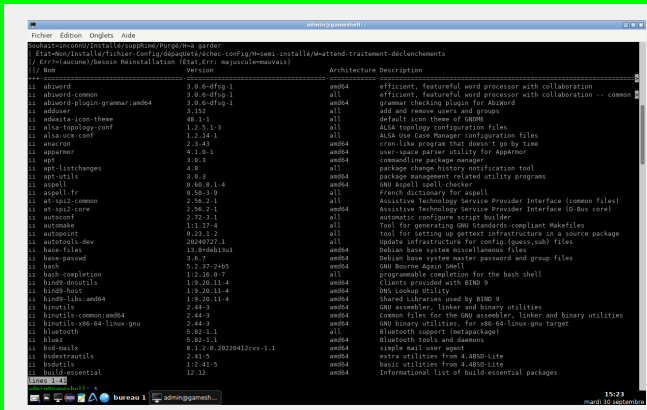 admin@gameshell: /
Fichier Édition Onglets Aide
Souhait=inconnU/Installé/suppRimé/Purgé/H=à garder
| État=Non/Installé/fichier-Config/dépaqUeté/échec-conFig/H=semi-installé/W=attend-traitement-déclenchements
|/ Err?=(aucune)/besoin Réinstallation (État,Err: majuscule=mauvais)
||/ Nom Version Architecture Description
ii abiword 3.0.6~dfsg-1 amd64 efficient, featureful word processor with collaboration
ii abiword-common 3.0.6~dfsg-1 all efficient, featureful word processor with collaboration -- common
ii abiword-plugin-grammar:amd64 3.0.6~dfsg-1 amd64 grammar checking plugin for AbiWord
ii adduser 3.152 all add and remove users and groups
ii adwaita-icon-theme 48.1-1 all default icon theme of GNOME
ii alsa-topology-conf 1.2.5.1-3 all ALSA topology configuration files
ii alsa-ucm-conf 1.2.14-1 all ALSA Use Case Manager configuration files
ii anacron 2.3-43 amd64 cron-like program that doesn't go by time
ii apparmor 4.1.0-1 amd64 user-space parser utility for AppArmor
ii apt 3.0.3 amd64 commandline package manager
ii apt-listchanges 4.8 all package change history notification tool
ii apt-utils 3.0.3 amd64 package management related utility programs
ii aspell 0.60.8.1-4 amd64 GNU Aspell spell-checker
ii aspell-fr 0.50-3-9 all French dictionary for aspell
ii at-spi2-common 2.56.2-1 all Assistive Technology Service Provider Interface (common files)
ii at-spi2-core 2.56.2-1 amd64 Assistive Technology Service Provider Interface (D-Bus core)
ii autoconf 2.72-3.1 all automatic configure script builder
ii automake 1:1.17-4 all Tool for generating GNU Standards-compliant Makefiles
ii autopoint 0.23.1-2 all tool for setting up gettext infrastructure in a source package
ii autotools-dev 20240727.1 all Update infrastructure for config.{guess,sub} files
ii base-files 13.8+deb13u1 amd64 Debian base system miscellaneous files
ii base-passwd 3.6.7 amd64 Debian base system master password and group files
ii bash 5.2.37-2+b5 amd64 GNU Bourne Again SHell
ii bash-completion 1:2.16.0-7 all programmable completion for the bash shell
ii bind9-dnsutils 1:9.20.11-4 amd64 Clients provided with BIND 9
ii bind9-host 1:9.20.11-4 amd64 DNS Lookup Utility
ii bind9-libs:amd64 1:9.20.11-4 amd64 Shared Libraries used by BIND 9
ii binutils 2.44-3 amd64 GNU assembler, linker and binary utilities
ii binutils-common:amd64 2.44-3 amd64 Common files for the GNU assembler, linker and binary utilities
ii binutils-x86-64-linux-gnu 2.44-3 amd64 GNU binary utilities, for x86-64-linux-gnu target
ii bluetooth 5.82-1.1 all Bluetooth support (metapackage)
ii bluez 5.82-1.1 amd64 Bluetooth tools and daemons
ii bsd-mailx 8.1.2-0.20220412cvs-1.1 amd64 simple mail user agent
ii bsdextrautils 2.41-5 amd64 extra utilities from 4.4BSD-Lite
ii bsdutils 1:2.41-5 amd64 basic utilities from 4.4BSD-Lite
ii build-essential 12.12 amd64 Informational list of build-essential packages
lines 1-41
bureau 1 admin@gamesh...
15:23
mardi 30 septembre